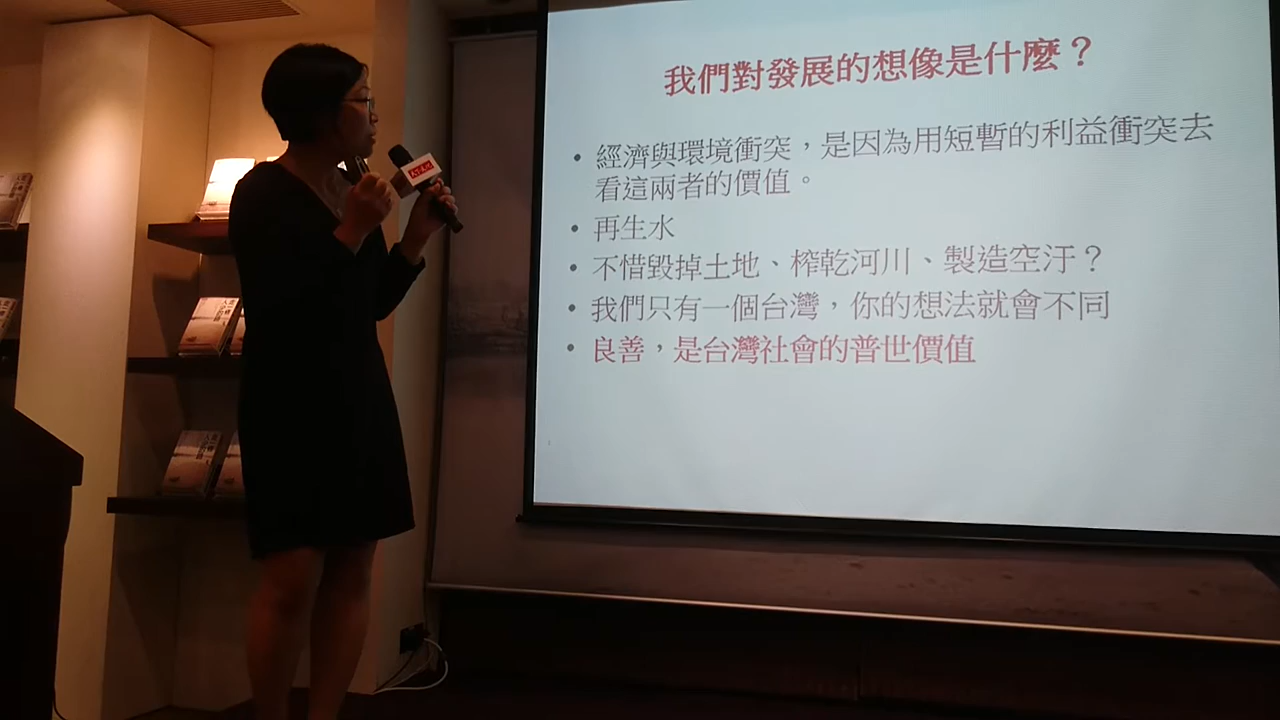 我們對發展的想像是什麼？
• 經濟與環境衝突，是因為用短暫的利益衝突去
看這兩者的價值。
• 再生水
• 不惜毀掉土地、榨乾河川、製造空汙？
• 我們只有一個台灣，你的想法就會不同
• 良善，是台灣社會的普世價值